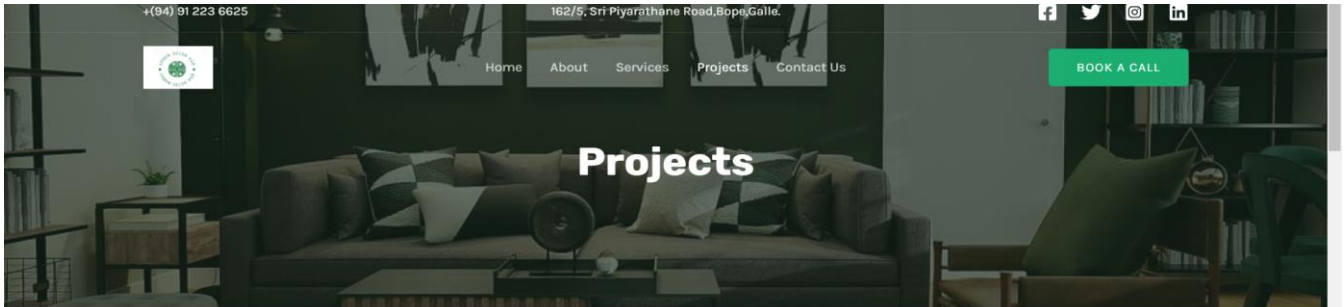 +(94) 91 223 6625
162/5, Sri Piyarathane Road,Bope,Galle.
Home About Services Projects Contact Us
BOOK A CALL
Projects